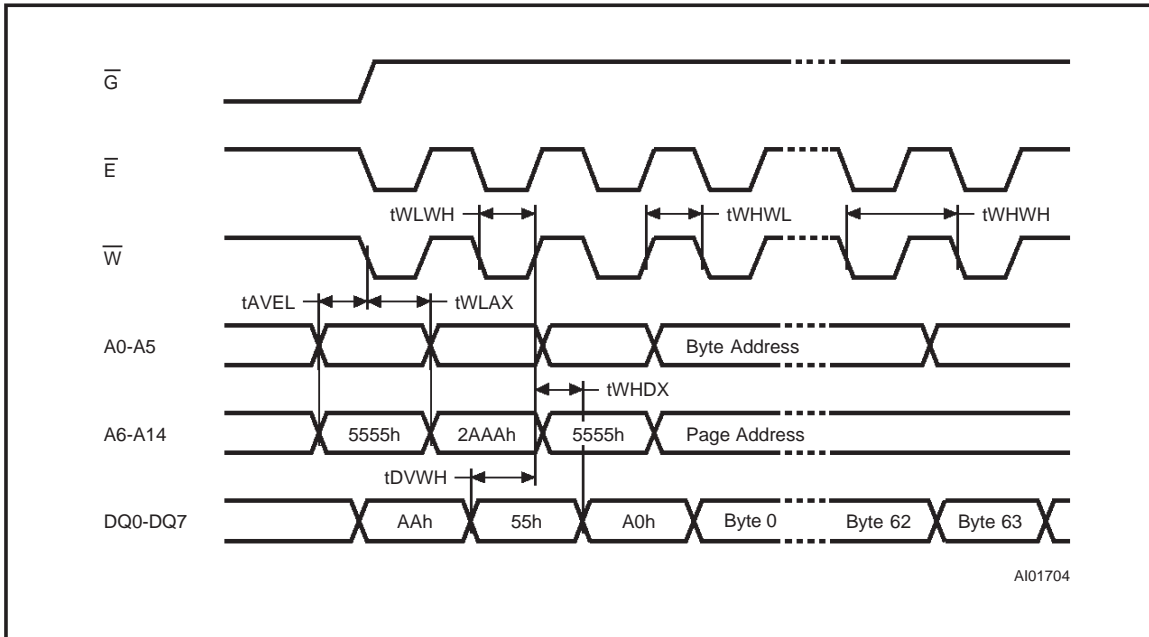 G̅
E̅
tWLWH
tWHWL
tWHWH
W̅
tAVEL
tWLAX
A0-A5
Byte Address
tWHDX
A6-A14
5555h
2AAAh
5555h
Page Address
tDVWH
DQ0-DQ7
AAh
55h
A0h
Byte 0
Byte 62
Byte 63
AI01704